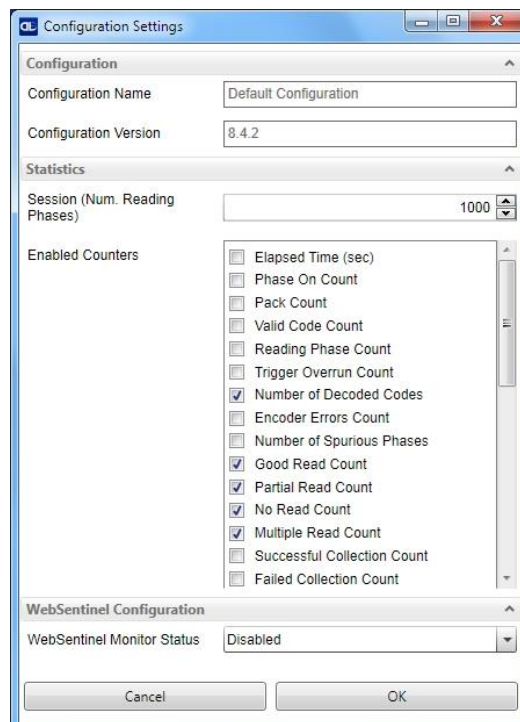 DL Configuration Settings
Configuration
Configuration Name Default Configuration
Configuration Version 8.4.2
Statistics
Session (Num. Reading
Phases) 1000
Enabled Counters
Elapsed Time (sec)
Phase On Count
Pack Count
Valid Code Count
Reading Phase Count
Trigger Overrun Count
Number of Decoded Codes
Encoder Errors Count
Number of Spurious Phases
Good Read Count
Partial Read Count
No Read Count
Multiple Read Count
Successful Collection Count
Failed Collection Count
WebSentinel Configuration
WebSentinel Monitor Status Disabled
Cancel OK